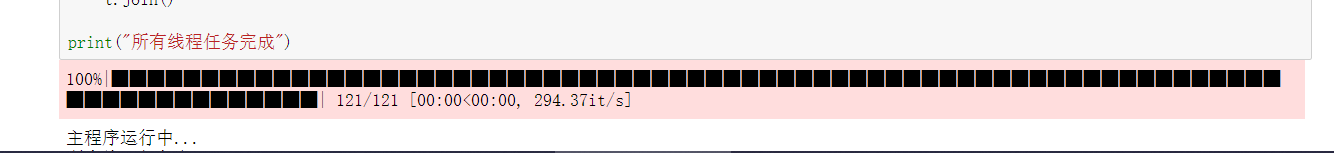 t.join()
print("所有线程任务完成")
100%|
| 121/121 [00:00<00:00, 294.37it/s]
主程序运行中...